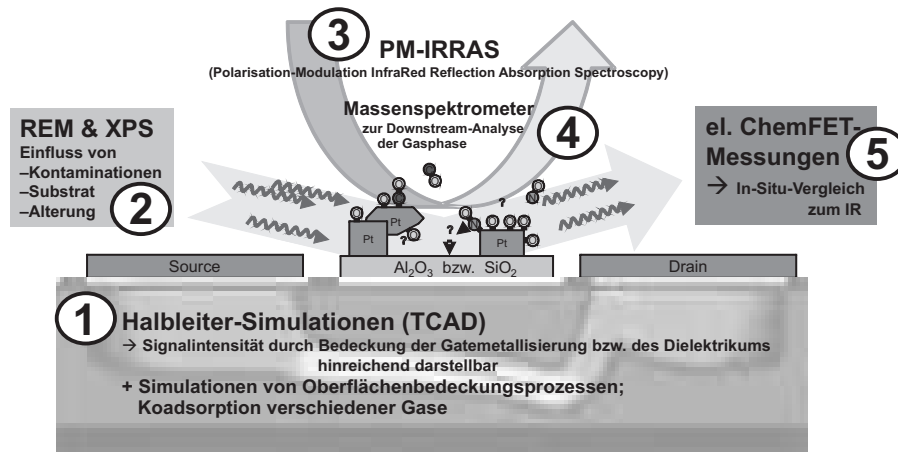 3
PM-IRRAS
(Polarisation-Modulation InfraRed Reflection Absorption Spectroscopy)
Massenspektrometer
zur Downstream-Analyse
der Gasphase
4
REM & XPS
Einfluss von
–Kontaminationen
–Substrat
–Alterung
2
el. ChemFET-
Messungen
5
→ In-Situ-Vergleich
zum IR
?
?
?
Pt
Pt
Pt
Source
Al₂O₃ bzw. SiO₂
Drain
1
Halbleiter-Simulationen (TCAD)
→ Signalintensität durch Bedeckung der Gatemetallisierung bzw. des Dielektrikums
hinreichend darstellbar
+ Simulationen von Oberflächenbedeckungsprozessen;
Koadsorption verschiedener Gase